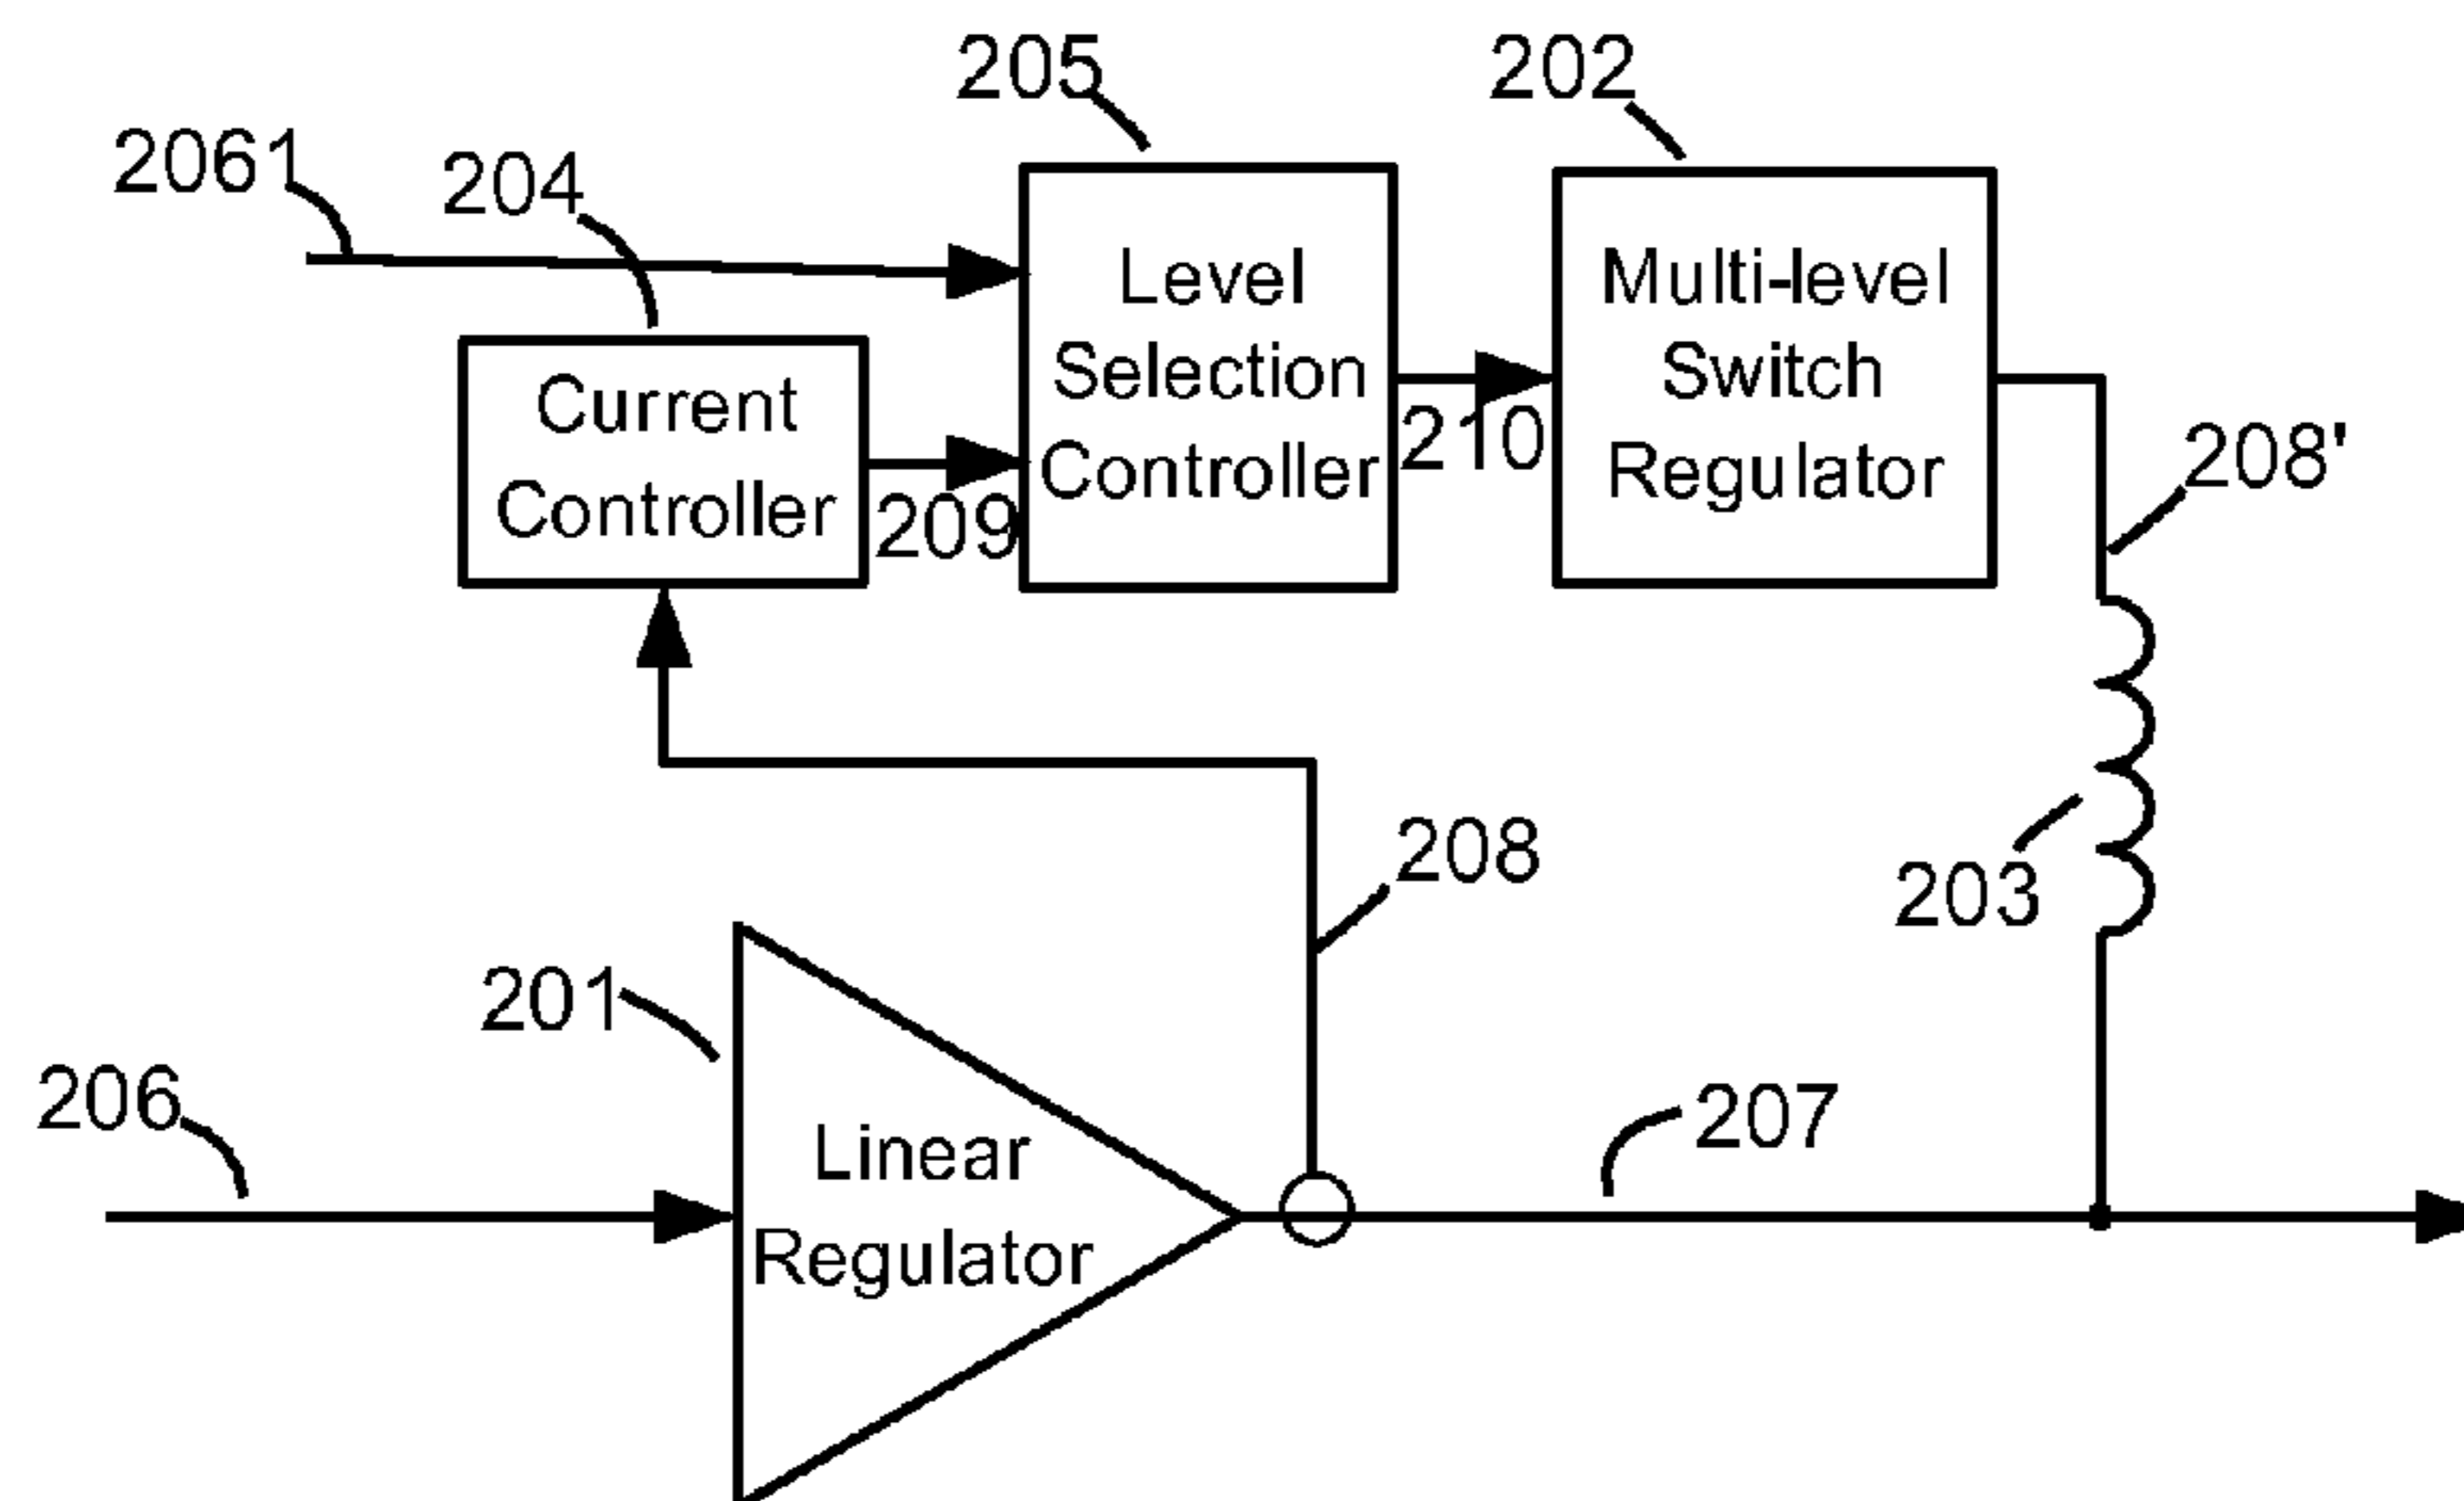 205
202
2061
204
Level
Selection
Controller
Multi-level
Switch
Regulator
Current
Controller
209
210
208'
208
203
201
206
Linear
Regulator
207